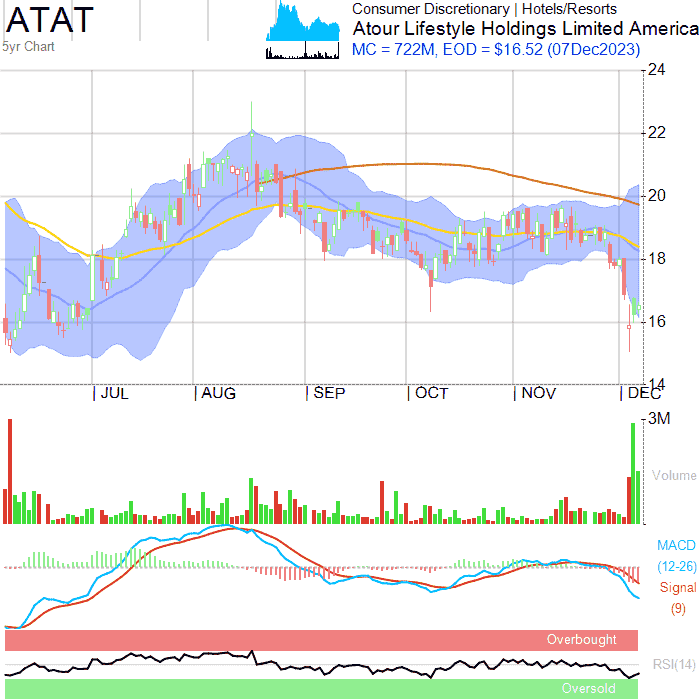 ATAT
5yr Chart
Consumer Discretionary | Hotels/Resorts
Atour Lifestyle Holdings Limited America
MC = 722M, EOD = $16.52 (07Dec2023)
24
22
20
18
16
14
JUL AUG SEP OCT NOV DEC
3M
Volume
MACD
(12-26)
Signal
(9)
Overbought
RSI(14)
Oversold